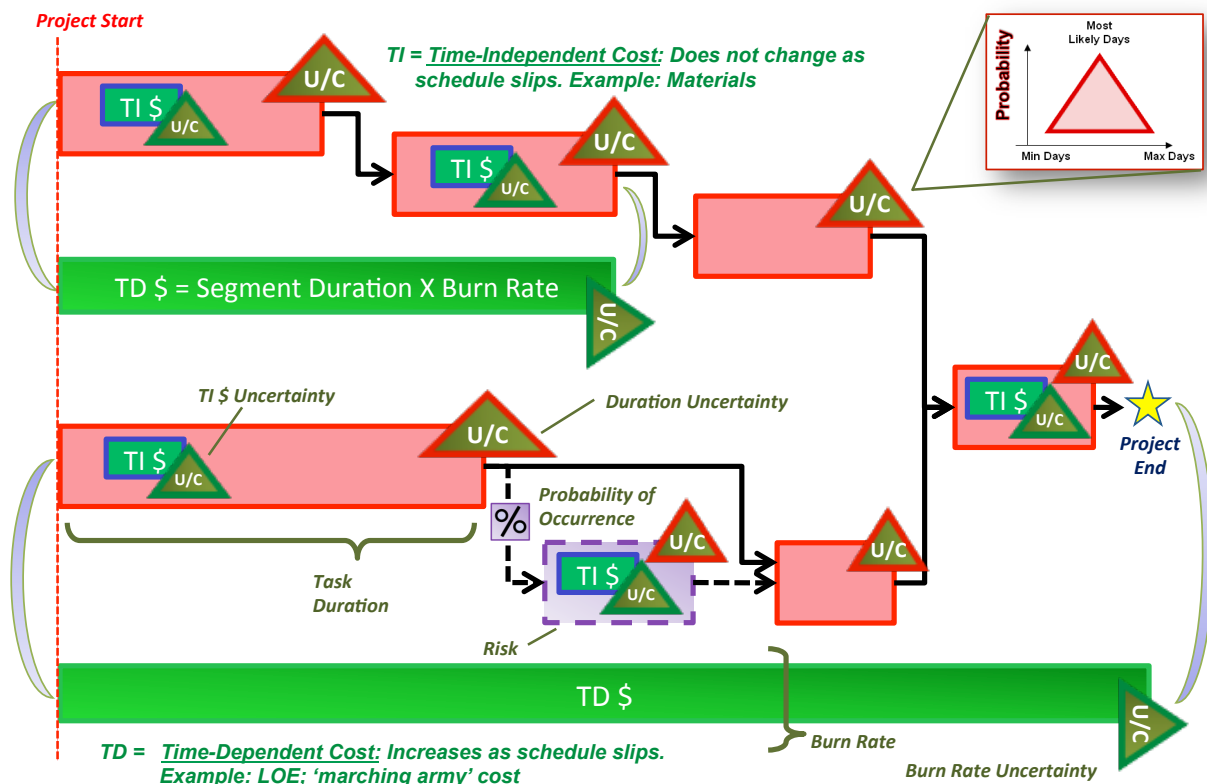 Project Start
TI = Time-Independent Cost: Does not change as
schedule slips. Example: Materials
Most
Likely Days
Probability
Min Days
Max Days
U/C
TI $
U/C
U/C
TI $
U/C
U/C
TD $ = Segment Duration X Burn Rate
U/C
TI $ Uncertainty
Duration Uncertainty
U/C
TI $
U/C
U/C
TI $
U/C
Project
End
%
Probability of
Occurrence
U/C
TI $
U/C
U/C
Task
Duration
Risk
TD $
U/C
TD = Time-Dependent Cost: Increases as schedule slips.
Example: LOE; ‘marching army’ cost
Burn Rate
Burn Rate Uncertainty